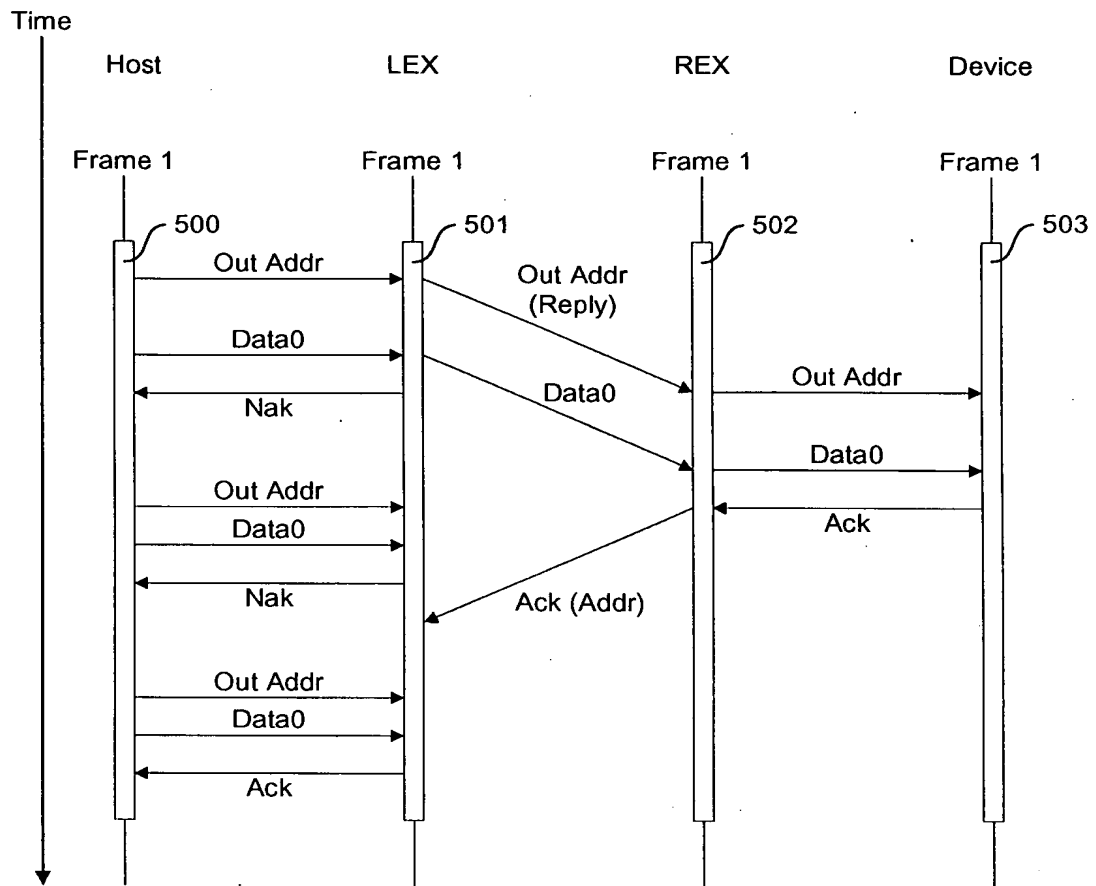 Time
Host LEX REX Device
Frame 1 Frame 1 Frame 1 Frame 1
500 501 502 503
Out Addr
Out Addr
(Reply)
Data0
Data0
Nak
Out Addr
Data0
Out Addr
Data0
Ack
Nak
Ack (Addr)
Out Addr
Data0
Ack